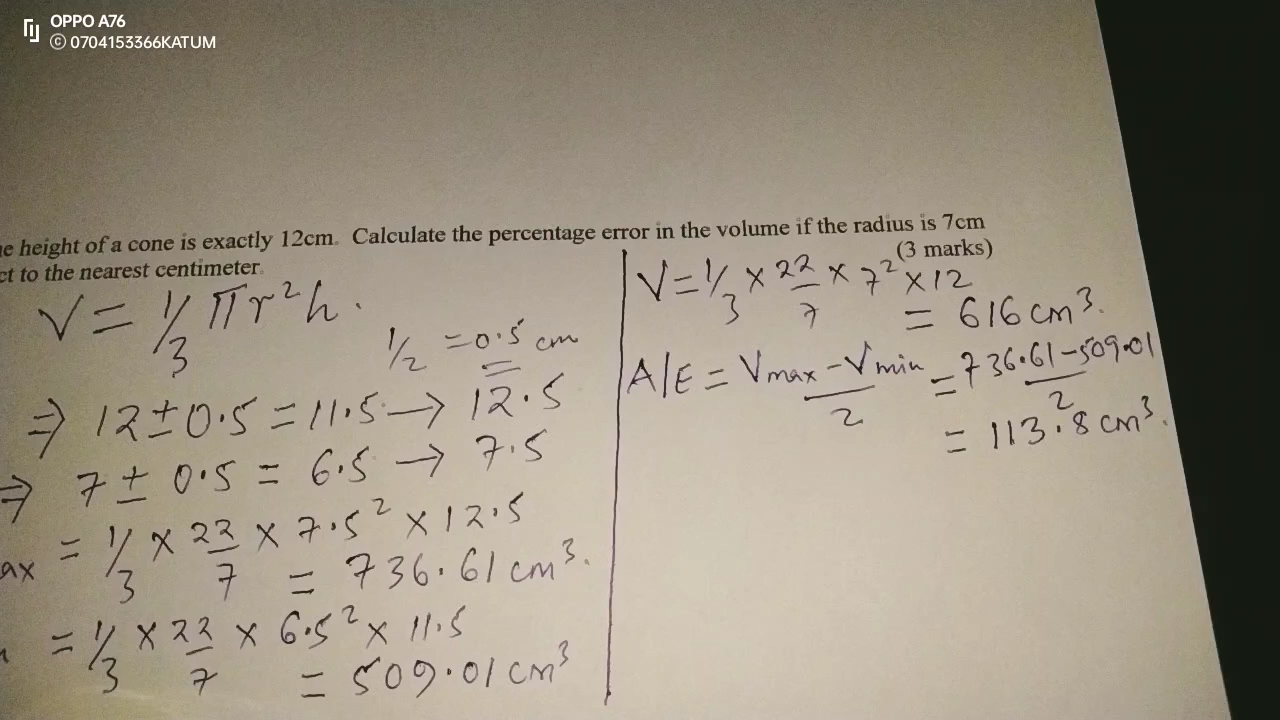 OPPO A76
© 0704153366KATUM
e height of a cone is exactly 12cm. Calculate the percentage error in the volume if the radius is 7cm
ct to the nearest centimeter.
(3 marks)
V = 1/3 πr²h.
1/2 = 0.5 cm
⇒ 12 ± 0.5 = 11.5 → 12.5
⇒ 7 ± 0.5 = 6.5 → 7.5
ax = 1/3 × 22/7 × 7.5² × 12.5
= 736.61 cm³.
= 1/3 × 22/7 × 6.5² × 11.5
= 509.01 cm³
V = 1/3 × 22/7 × 7² × 12
= 616 cm³.
A/E = Vmax - Vmin / 2 = 736.61 - 509.01 / 2
= 113.8 cm³.